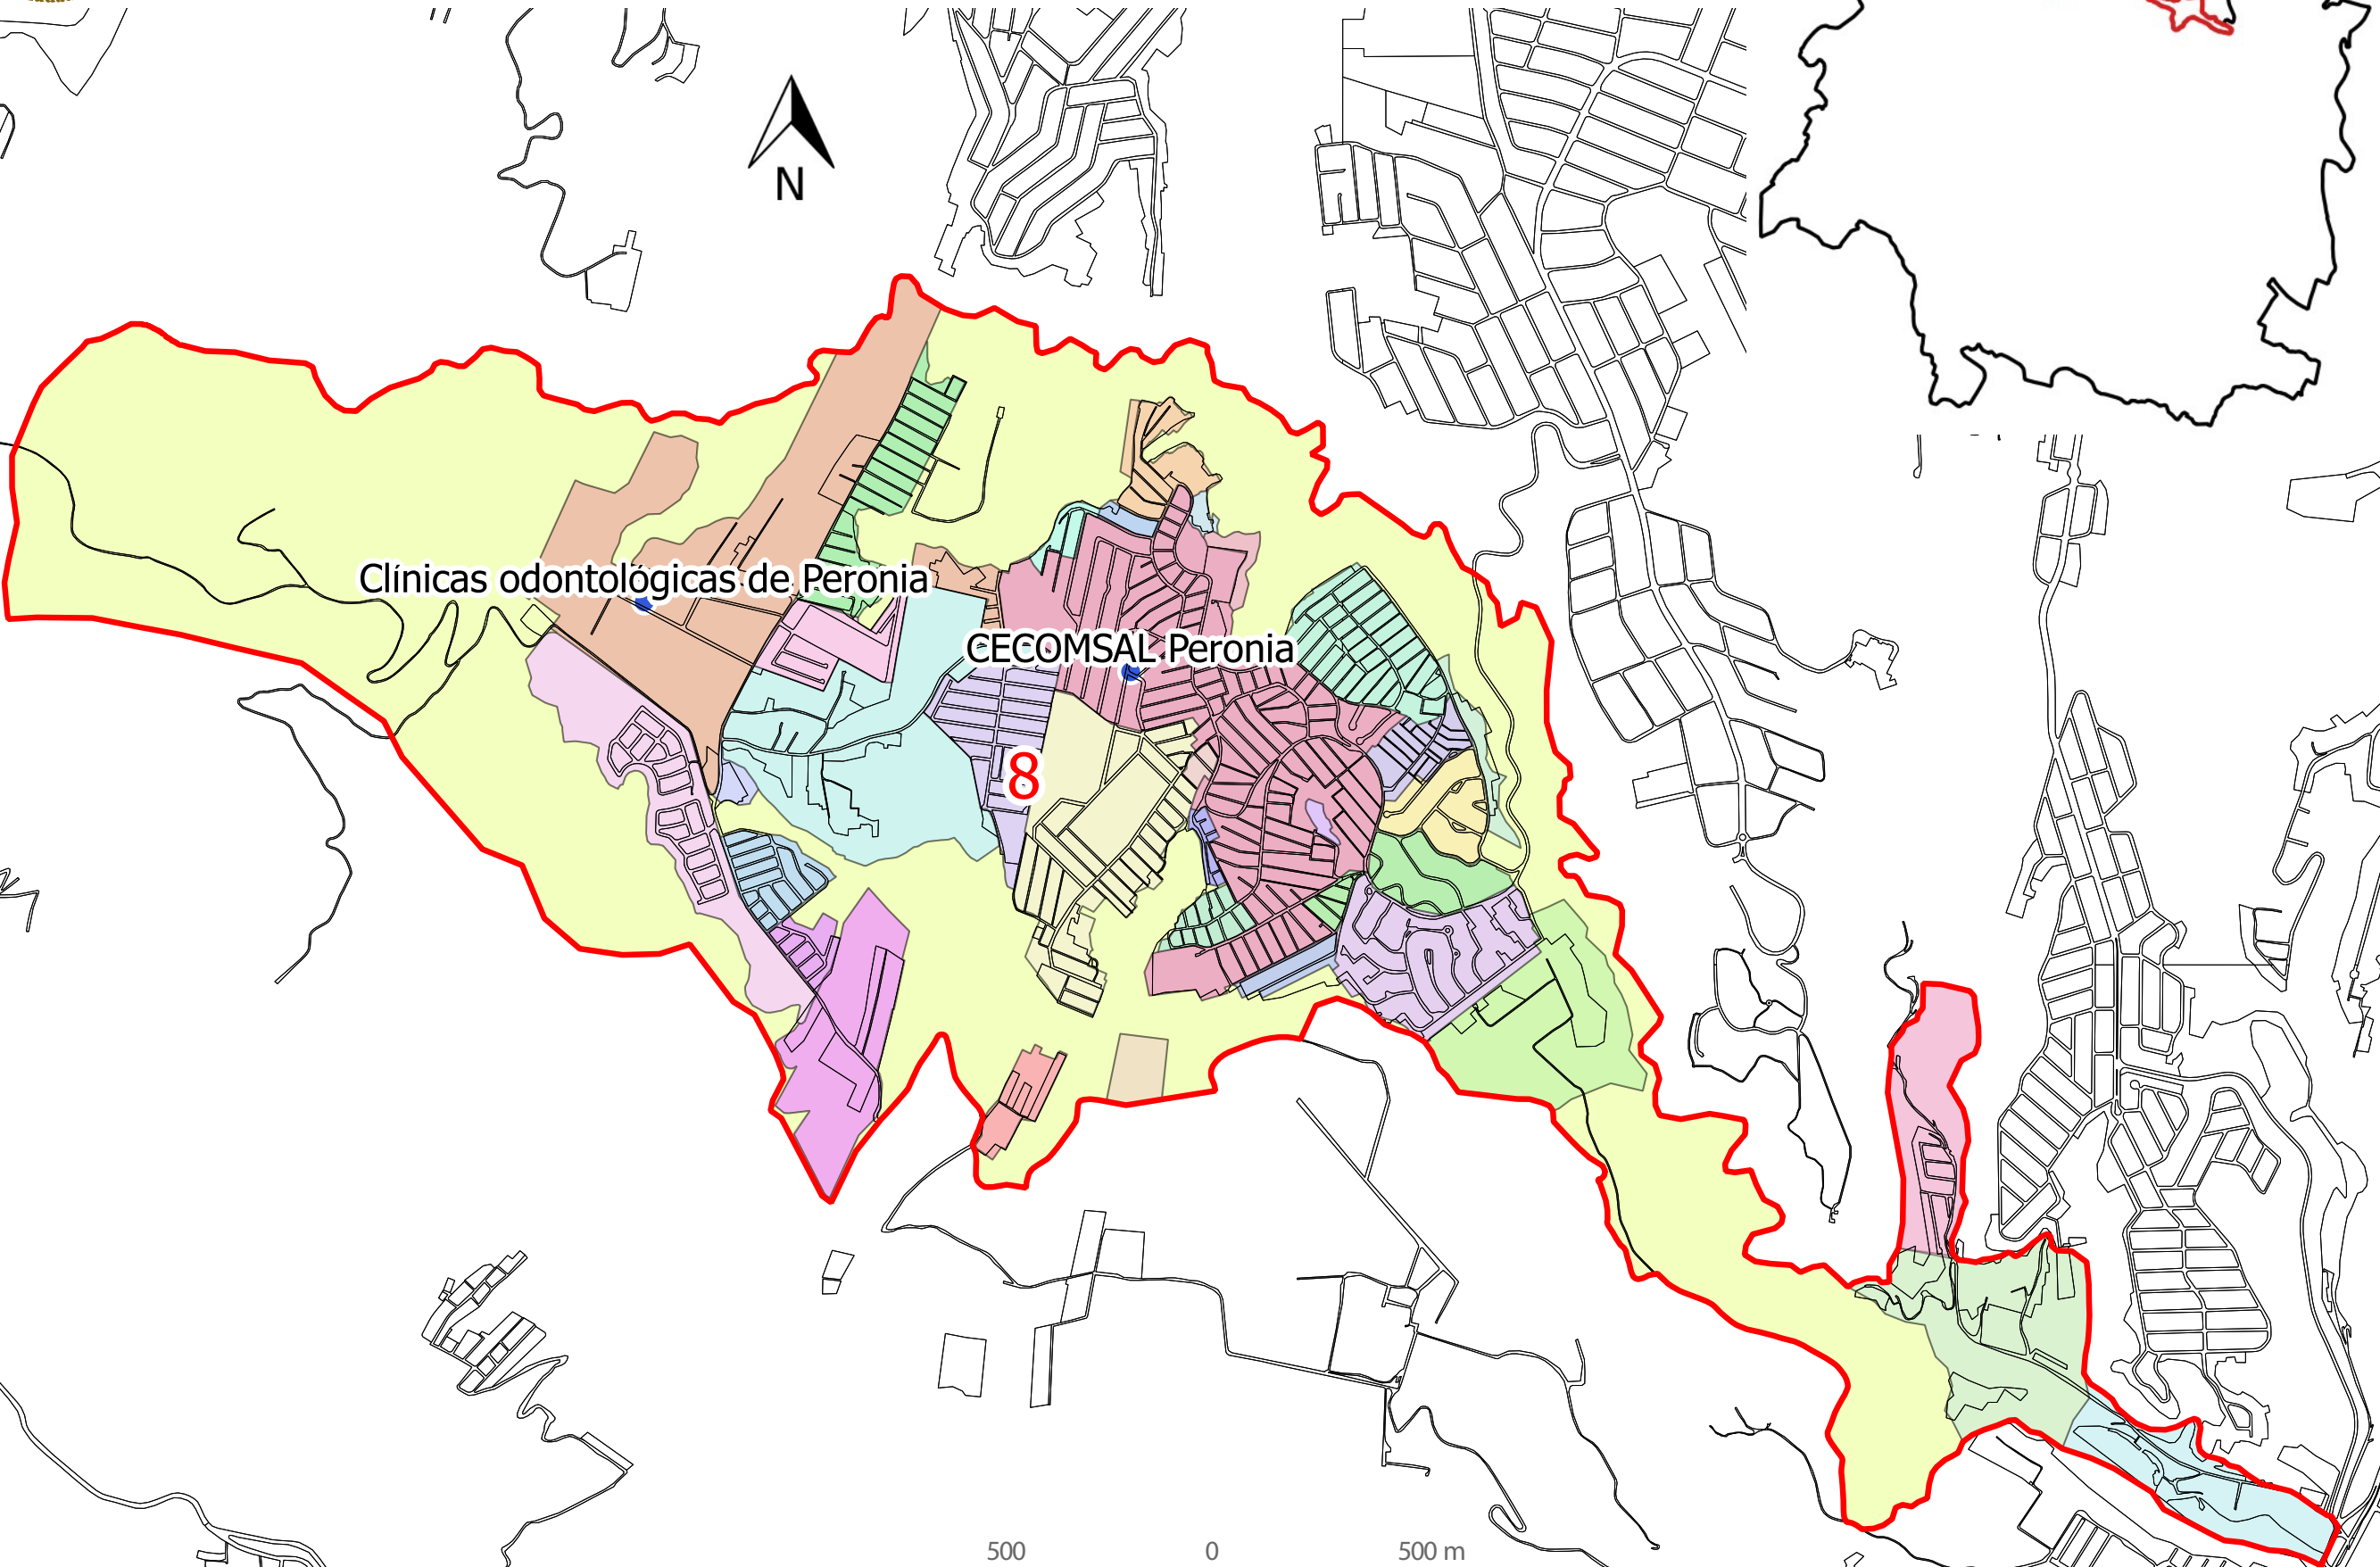 N
Clínicas odontológicas de Peronia
CECOMSAL Peronia
8
500 0 500 m